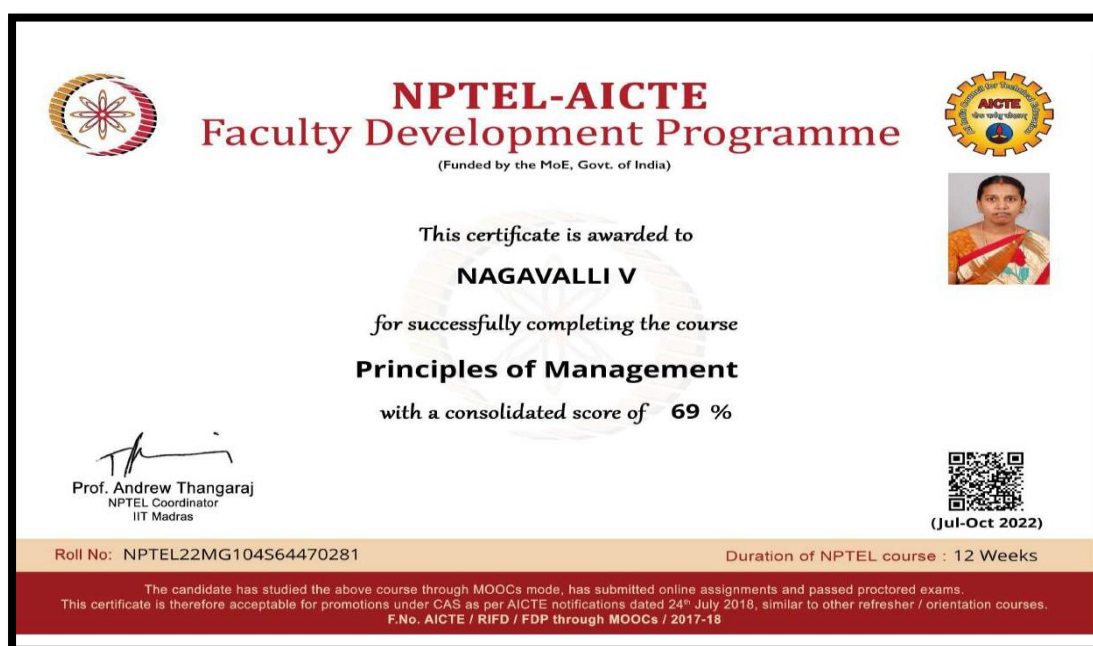 NPTEL-AICTE
Faculty Development Programme
(Funded by the MoE, Govt. of India)
AICTE
This certificate is awarded to
NAGAVALLI V
for successfully completing the course
Principles of Management
with a consolidated score of 69 %
Prof. Andrew Thangaraj
NPTEL Coordinator
IIT Madras
(Jul-Oct 2022)
Roll No: NPTEL22MG104S64470281
Duration of NPTEL course : 12 Weeks
The candidate has studied the above course through MOOCs mode, has submitted online assignments and passed proctored exams.
This certificate is therefore acceptable for promotions under CAS as per AICTE notifications dated 24th July 2018, similar to other refresher / orientation courses.
F.No. AICTE / RIFD / FDP through MOOCs / 2017-18